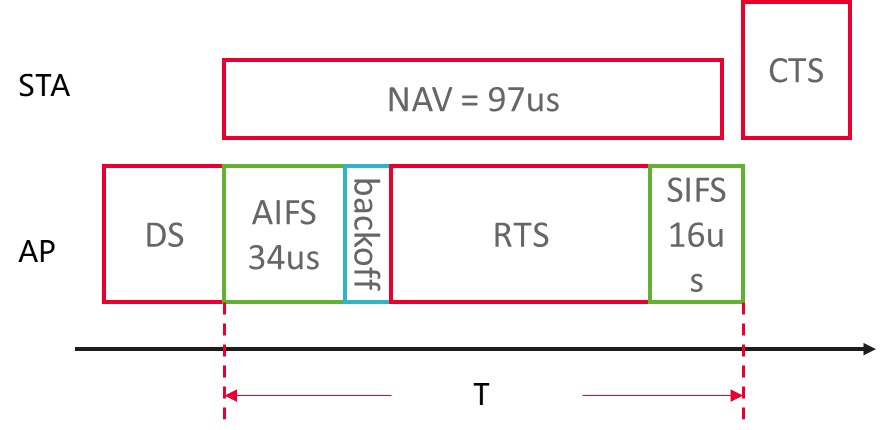 STA
NAV = 97us
CTS
AP
DS
AIFS
34us
backoff
RTS
SIFS
16u
s
T